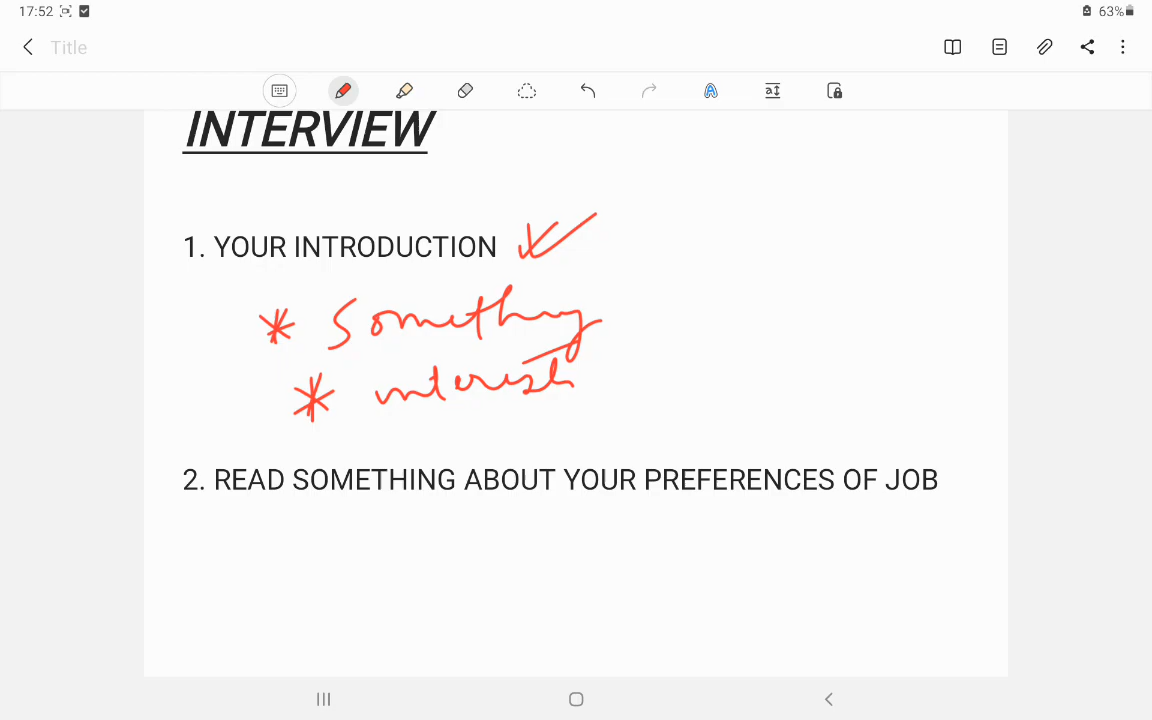 17:52 63%
Title
INTERVIEW
1. YOUR INTRODUCTION
* Something
* interest
2. READ SOMETHING ABOUT YOUR PREFERENCES OF JOB